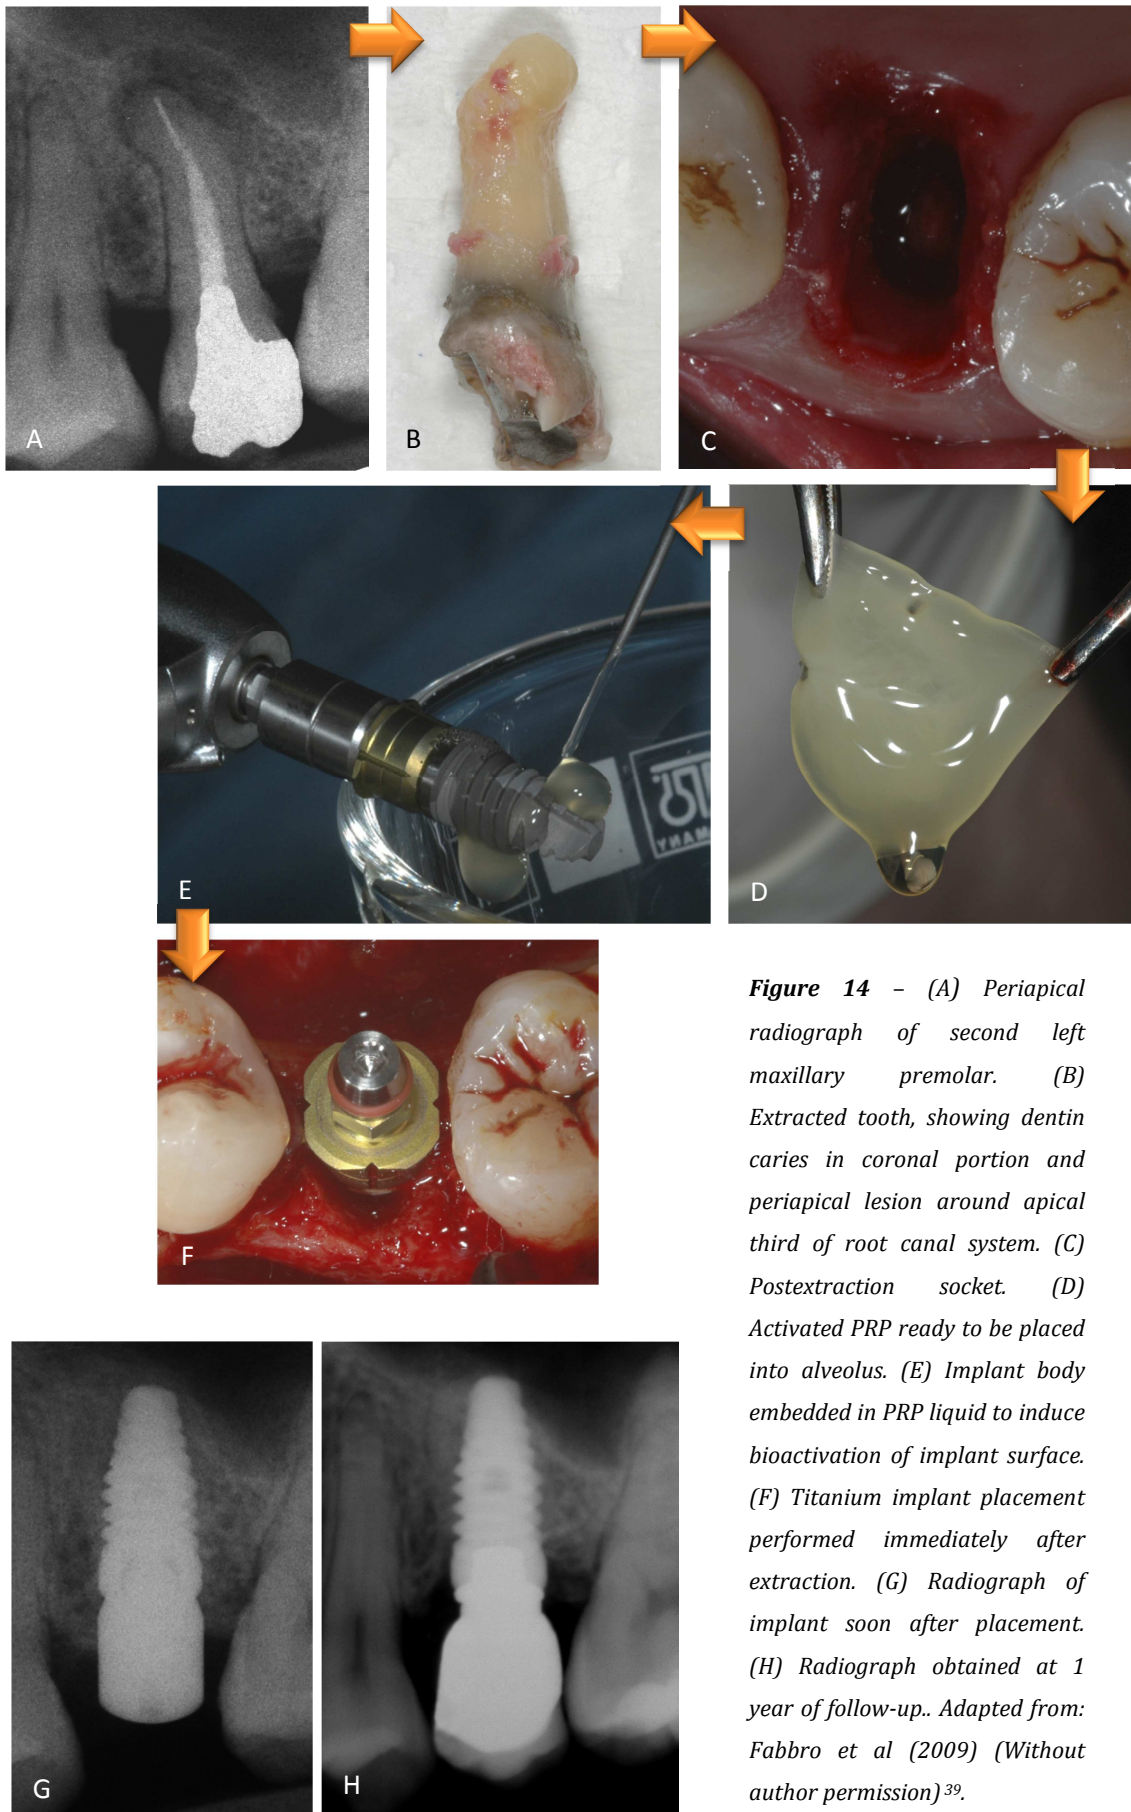 A
B
C
E
D
F
G
H
Figure 14 – (A) Periapical
radiograph of second left
maxillary premolar. (B)
Extracted tooth, showing dentin
caries in coronal portion and
periapical lesion around apical
third of root canal system. (C)
Postextraction socket. (D)
Activated PRP ready to be placed
into alveolus. (E) Implant body
embedded in PRP liquid to induce
bioactivation of implant surface.
(F) Titanium implant placement
performed immediately after
extraction. (G) Radiograph of
implant soon after placement.
(H) Radiograph obtained at 1
year of follow-up.. Adapted from:
Fabbro et al (2009) (Without
author permission) 39.